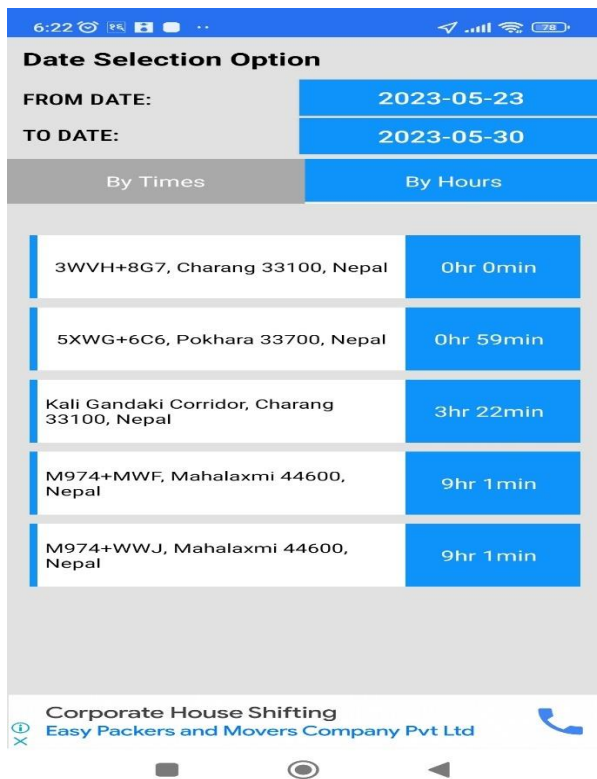 6:22
78
Date Selection Option
FROM DATE: 2023-05-23
TO DATE: 2023-05-30
By Times By Hours
3WVH+8G7, Charang 33100, Nepal 0hr 0min
5XWG+6C6, Pokhara 33700, Nepal 0hr 59min
Kali Gandaki Corridor, Charang
33100, Nepal
3hr 22min
M974+MWF, Mahalaxmi 44600,
Nepal
9hr 1min
M974+WWJ, Mahalaxmi 44600,
Nepal
9hr 1min
Corporate House Shifting
Easy Packers and Movers Company Pvt Ltd